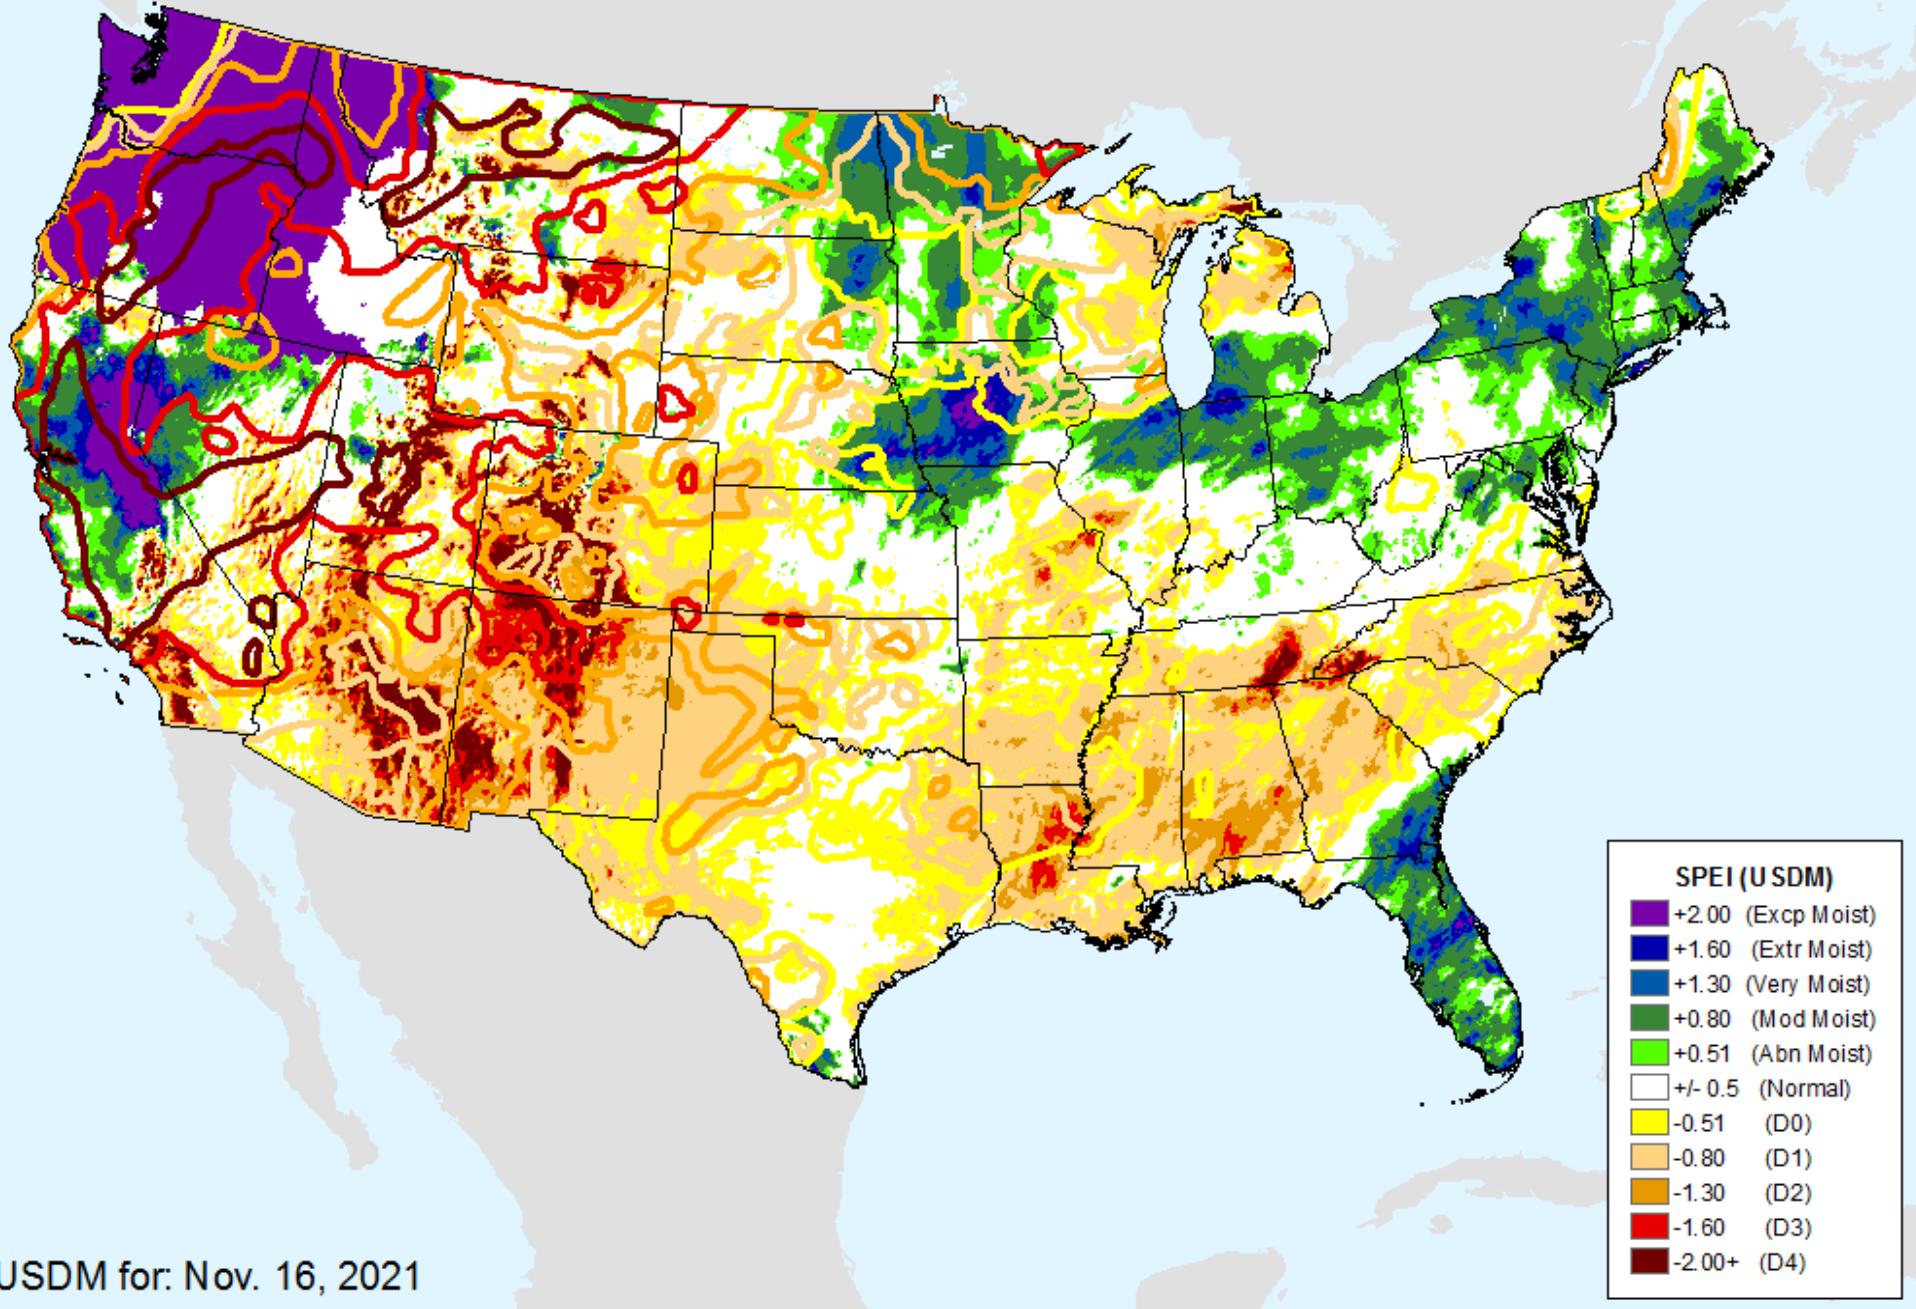 SPEI (USDM)
+2.00 (Excp Moist)
+1.60 (Extr Moist)
+1.30 (Very Moist)
+0.80 (Mod Moist)
+0.51 (Abn Moist)
+/- 0.5 (Normal)
-0.51 (D0)
-0.80 (D1)
-1.30 (D2)
-1.60 (D3)
-2.00+ (D4)
USDM for: Nov. 16, 2021